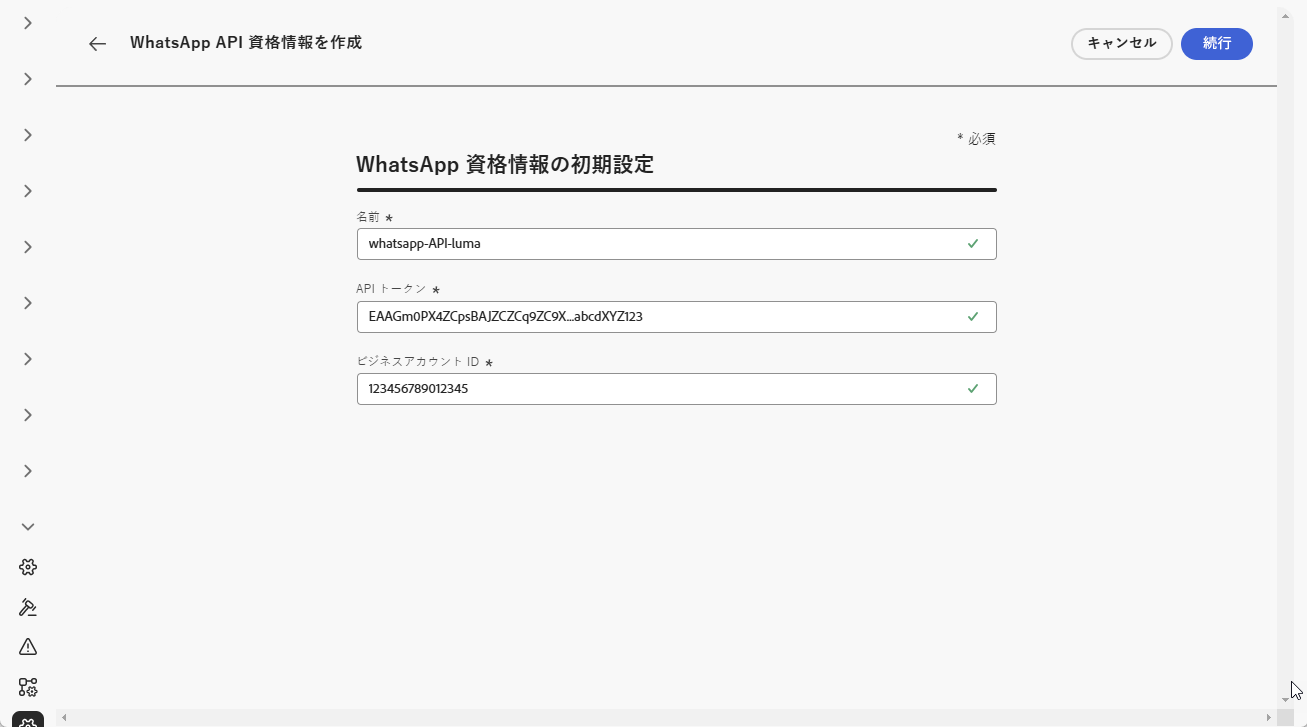 WhatsApp API 資格情報を作成
キャンセル
続行
* 必須
WhatsApp 資格情報の初期設定
名前 *
whatsapp-API-luma
API トークン *
EAAGm0PX4ZCpsBAJZCZCq9ZC9X...abcdXYZ123
ビジネスアカウント ID *
123456789012345